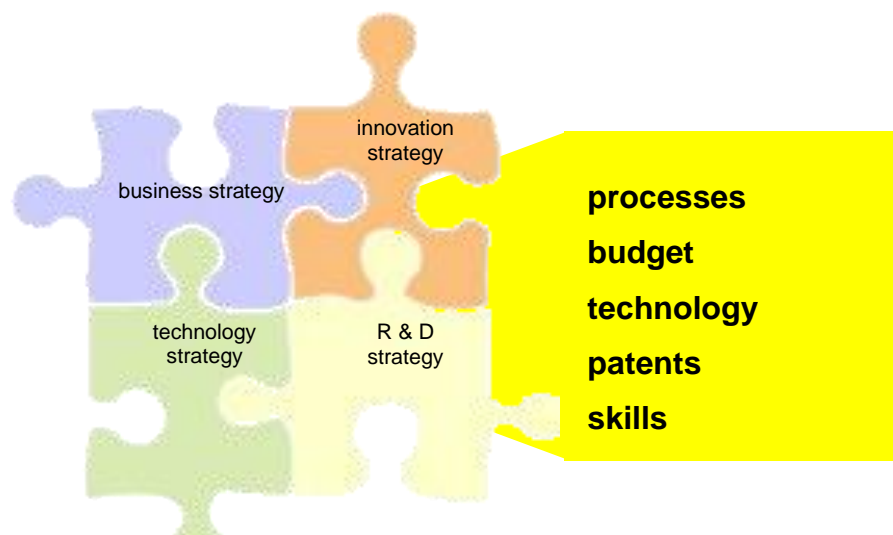 innovation
strategy
business strategy
technology
strategy
R & D
strategy
processes
budget
technology
patents
skills